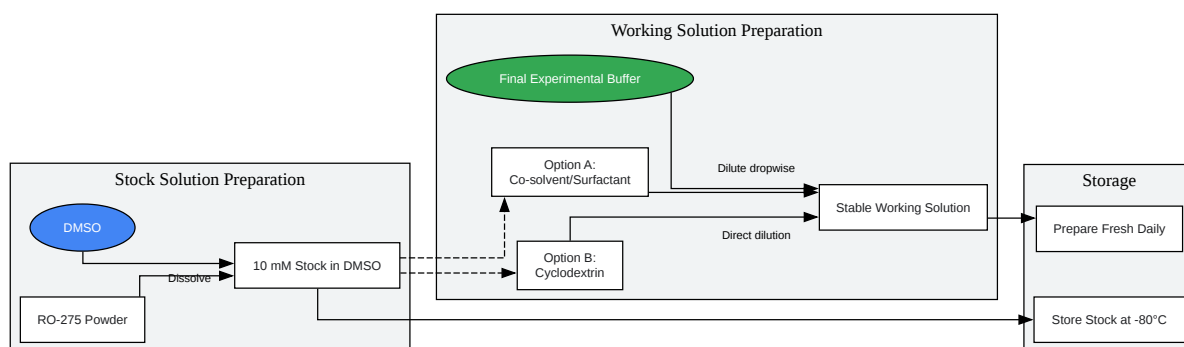 Working Solution Preparation
Final Experimental Buffer
Option A:
Co-solvent/Surfactant
Dilute dropwise
Stable Working Solution
Direct dilution
Option B:
Cyclodextrin
Stock Solution Preparation
DMSO
Dissolve
10 mM Stock in DMSO
RO-275 Powder
Storage
Prepare Fresh Daily
Store Stock at -80°C